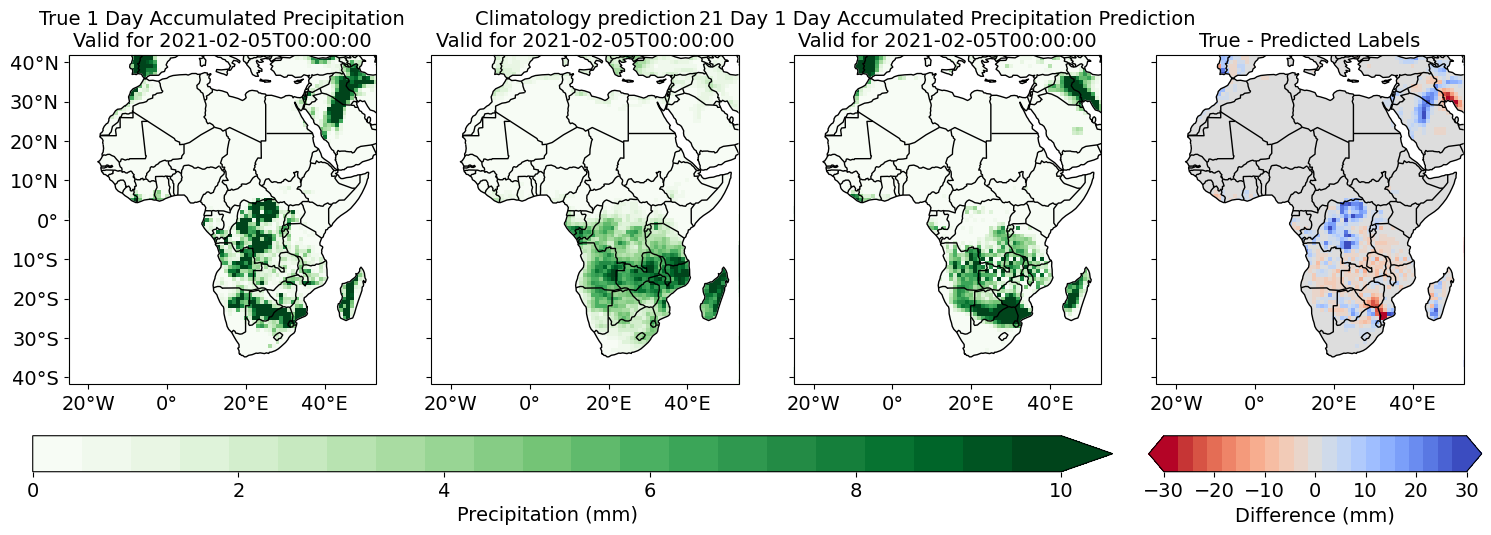 True 1 Day Accumulated Precipitation
Valid for 2021-02-05T00:00:00
Climatology prediction
Valid for 2021-02-05T00:00:00
21 Day 1 Day Accumulated Precipitation Prediction
Valid for 2021-02-05T00:00:00
True - Predicted Labels
40°N
30°N
20°N
10°N
0°
10°S
20°S
30°S
40°S
20°W 0° 20°E 40°E
20°W 0° 20°E 40°E
20°W 0° 20°E 40°E
20°W 0° 20°E 40°E
0 2 4 6 8 10
Precipitation (mm)
−30 −20 −10 0 10 20 30
Difference (mm)